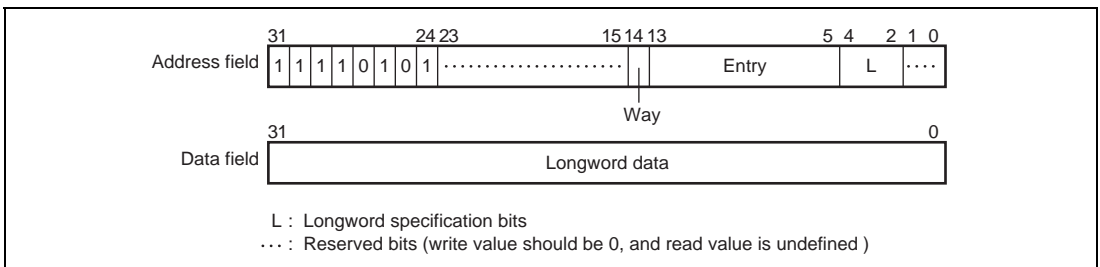 31 24 23 15 14 13 5 4 2 1 0
Address field 1 1 1 1 0 1 0 1 ····················· Entry L ····
Way
31 0
Data field Longword data
L : Longword specification bits
··· : Reserved bits (write value should be 0, and read value is undefined )